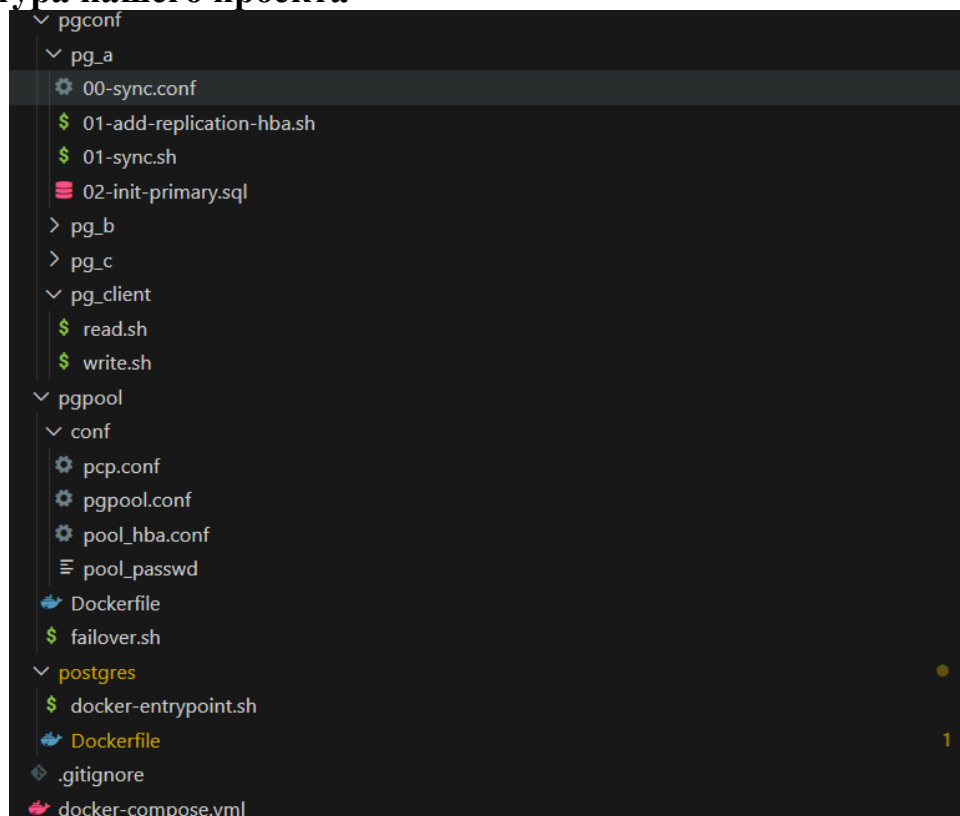 нашего проекта
pgconf
pg_a
00-sync.conf
$ 01-add-replication-hba.sh
$ 01-sync.sh
02-init-primary.sql
pg_b
pg_c
pg_client
$ read.sh
$ write.sh
pgpool
conf
pcp.conf
pgpool.conf
pool_hba.conf
pool_passwd
Dockerfile
$ failover.sh
postgres
$ docker-entrypoint.sh
Dockerfile 1
.gitignore
docker-compose.yml